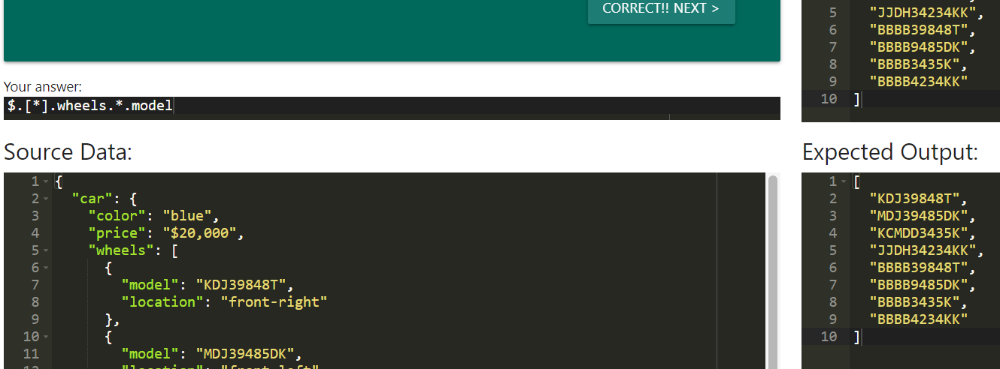 CORRECT!! NEXT >
Your answer:
$.[*].wheels.*.model
5 "JJDH34234KK",
6 "BBBB39848T",
7 "BBBB9485DK",
8 "BBBB3435K",
9 "BBBB4234KK"
10 ]
Source Data:
1 {
2 "car": {
3 "color": "blue",
4 "price": "$20,000",
5 "wheels": [
6 {
7 "model": "KDJ39848T",
8 "location": "front-right"
9 },
10 {
11 "model": "MDJ39485DK",
Expected Output:
1 [
2 "KDJ39848T",
3 "MDJ39485DK",
4 "KCMDD3435K",
5 "JJDH34234KK",
6 "BBBB39848T",
7 "BBBB9485DK",
8 "BBBB3435K",
9 "BBBB4234KK"
10 ]